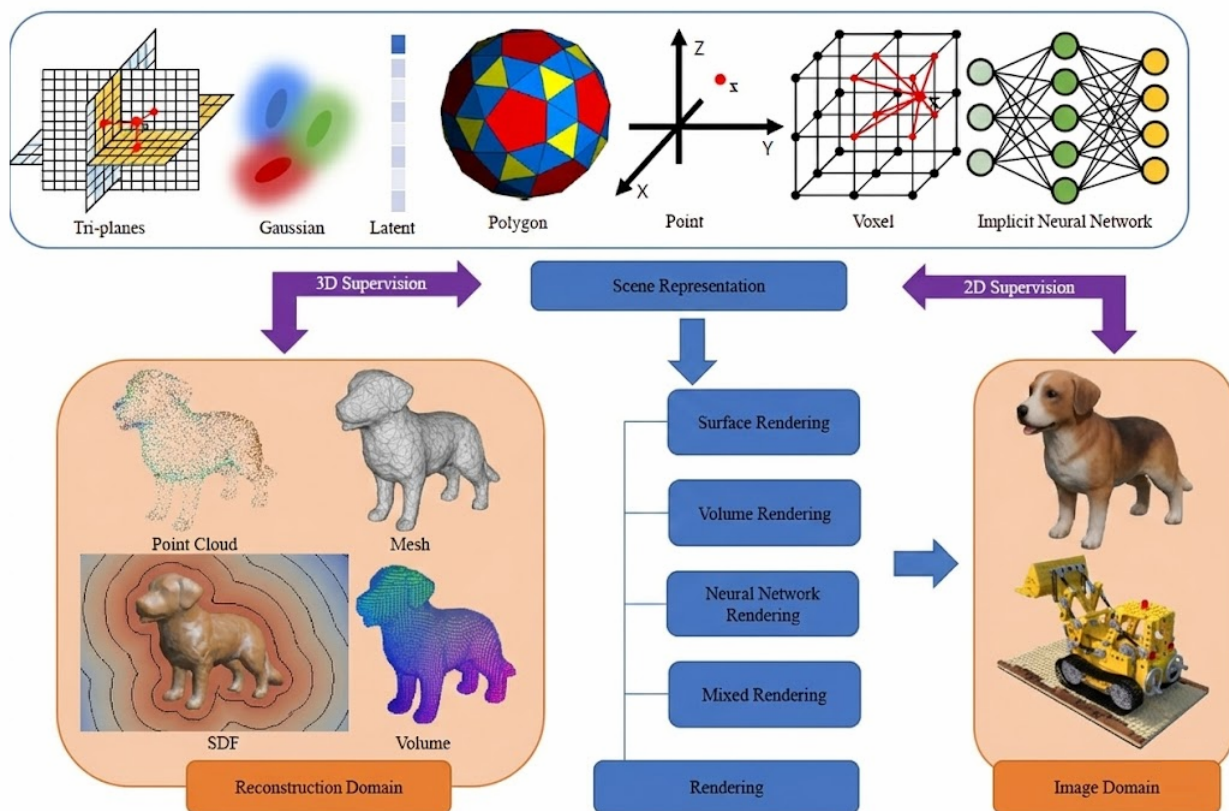 Z
x
Y
X
x
Tri-planes
Gaussian
Latent
Polygon
Point
Voxel
Implicit Neural Network
3D Supervision
Scene Representation
2D Supervision
Surface Rendering
Volume Rendering
Neural Network
Rendering
Mixed Rendering
Rendering
Point Cloud
Mesh
SDF
Volume
Reconstruction Domain
Image Domain